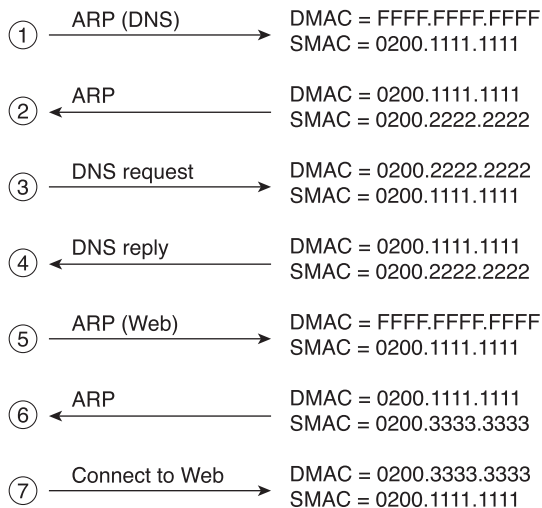 ARP (DNS)
DMAC = FFFF.FFFF.FFFF
1
SMAC = 0200.1111.1111
ARP
DMAC = 0200.1111.1111
2
SMAC = 0200.2222.2222
DNS request
DMAC = 0200.2222.2222
3
SMAC = 0200.1111.1111
DNS reply
DMAC = 0200.1111.1111
4
SMAC = 0200.2222.2222
ARP (Web)
DMAC = FFFF.FFFF.FFFF
5
SMAC = 0200.1111.1111
ARP
DMAC = 0200.1111.1111
6
SMAC = 0200.3333.3333
Connect to Web
DMAC = 0200.3333.3333
7
SMAC = 0200.1111.1111